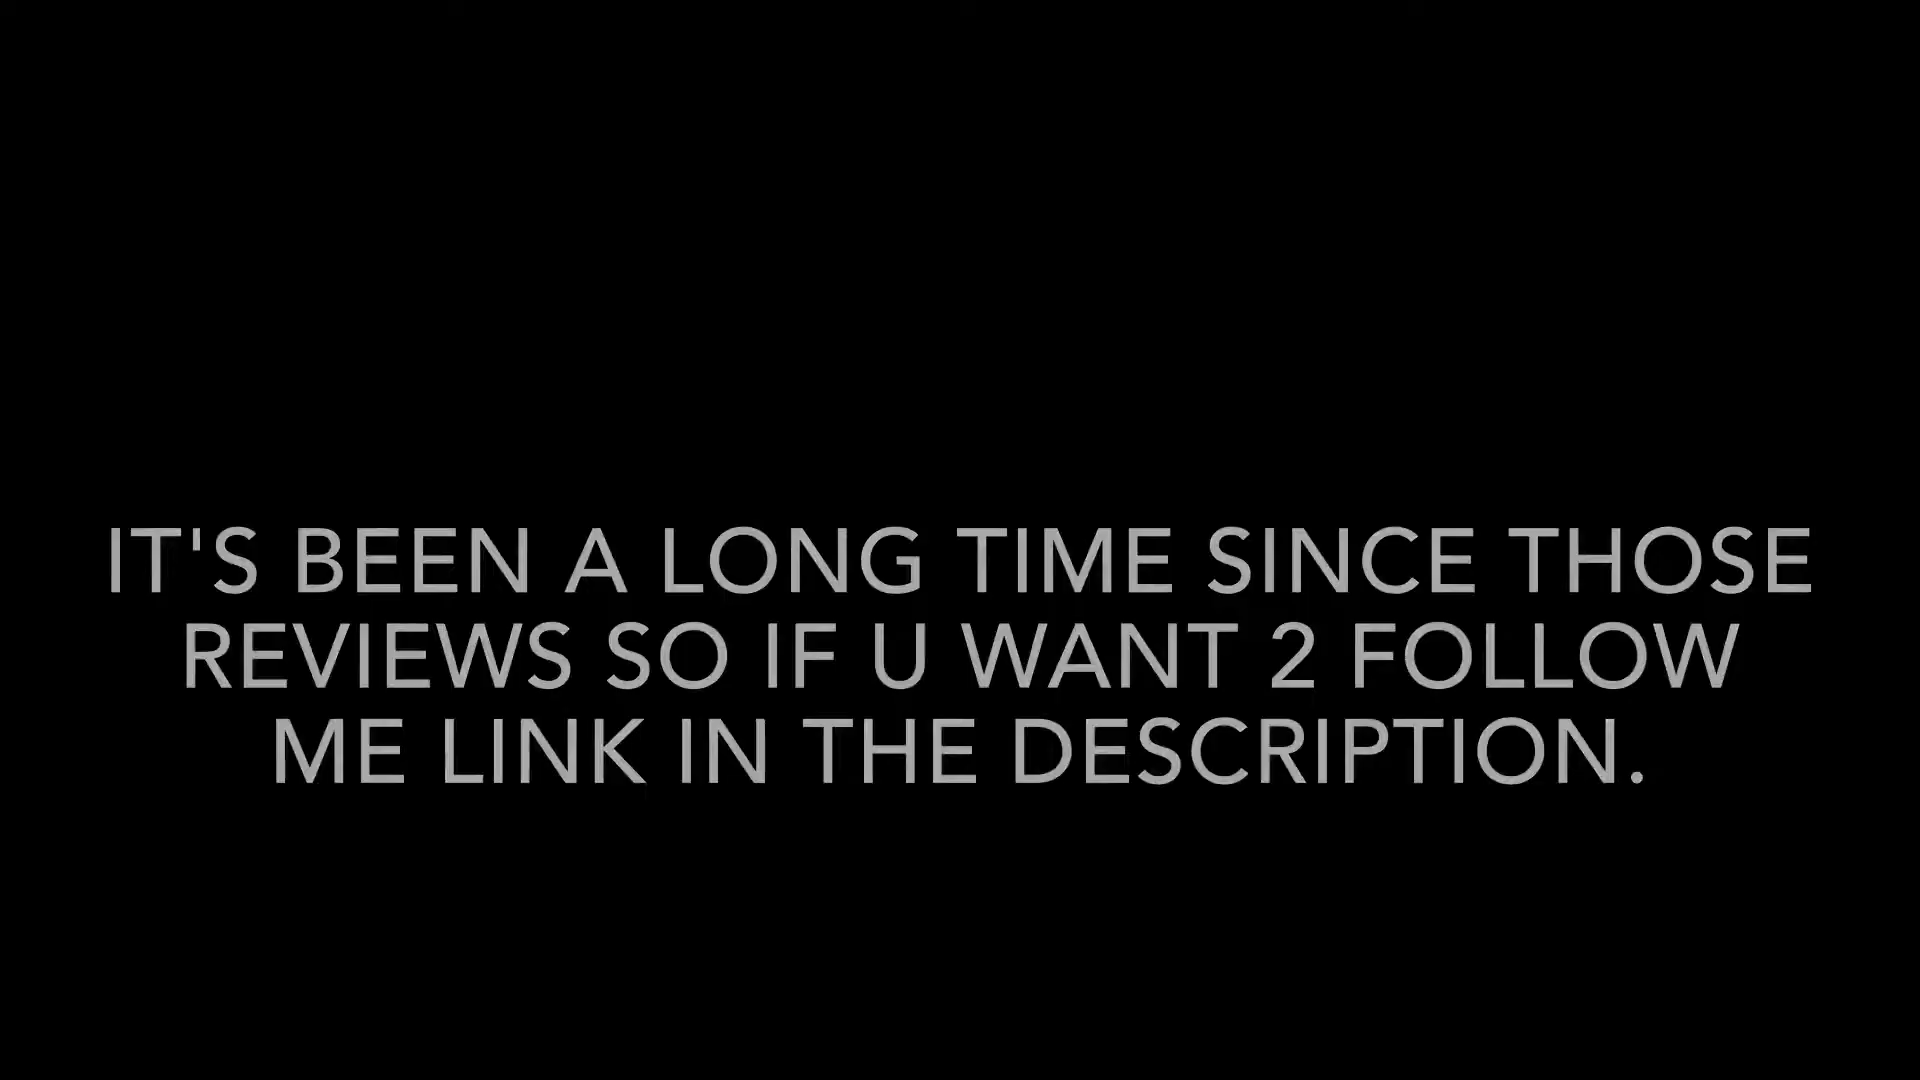 IT'S BEEN A LONG TIME SINCE THOSE
REVIEWS SO IF U WANT 2 FOLLOW
ME LINK IN THE DESCRIPTION.